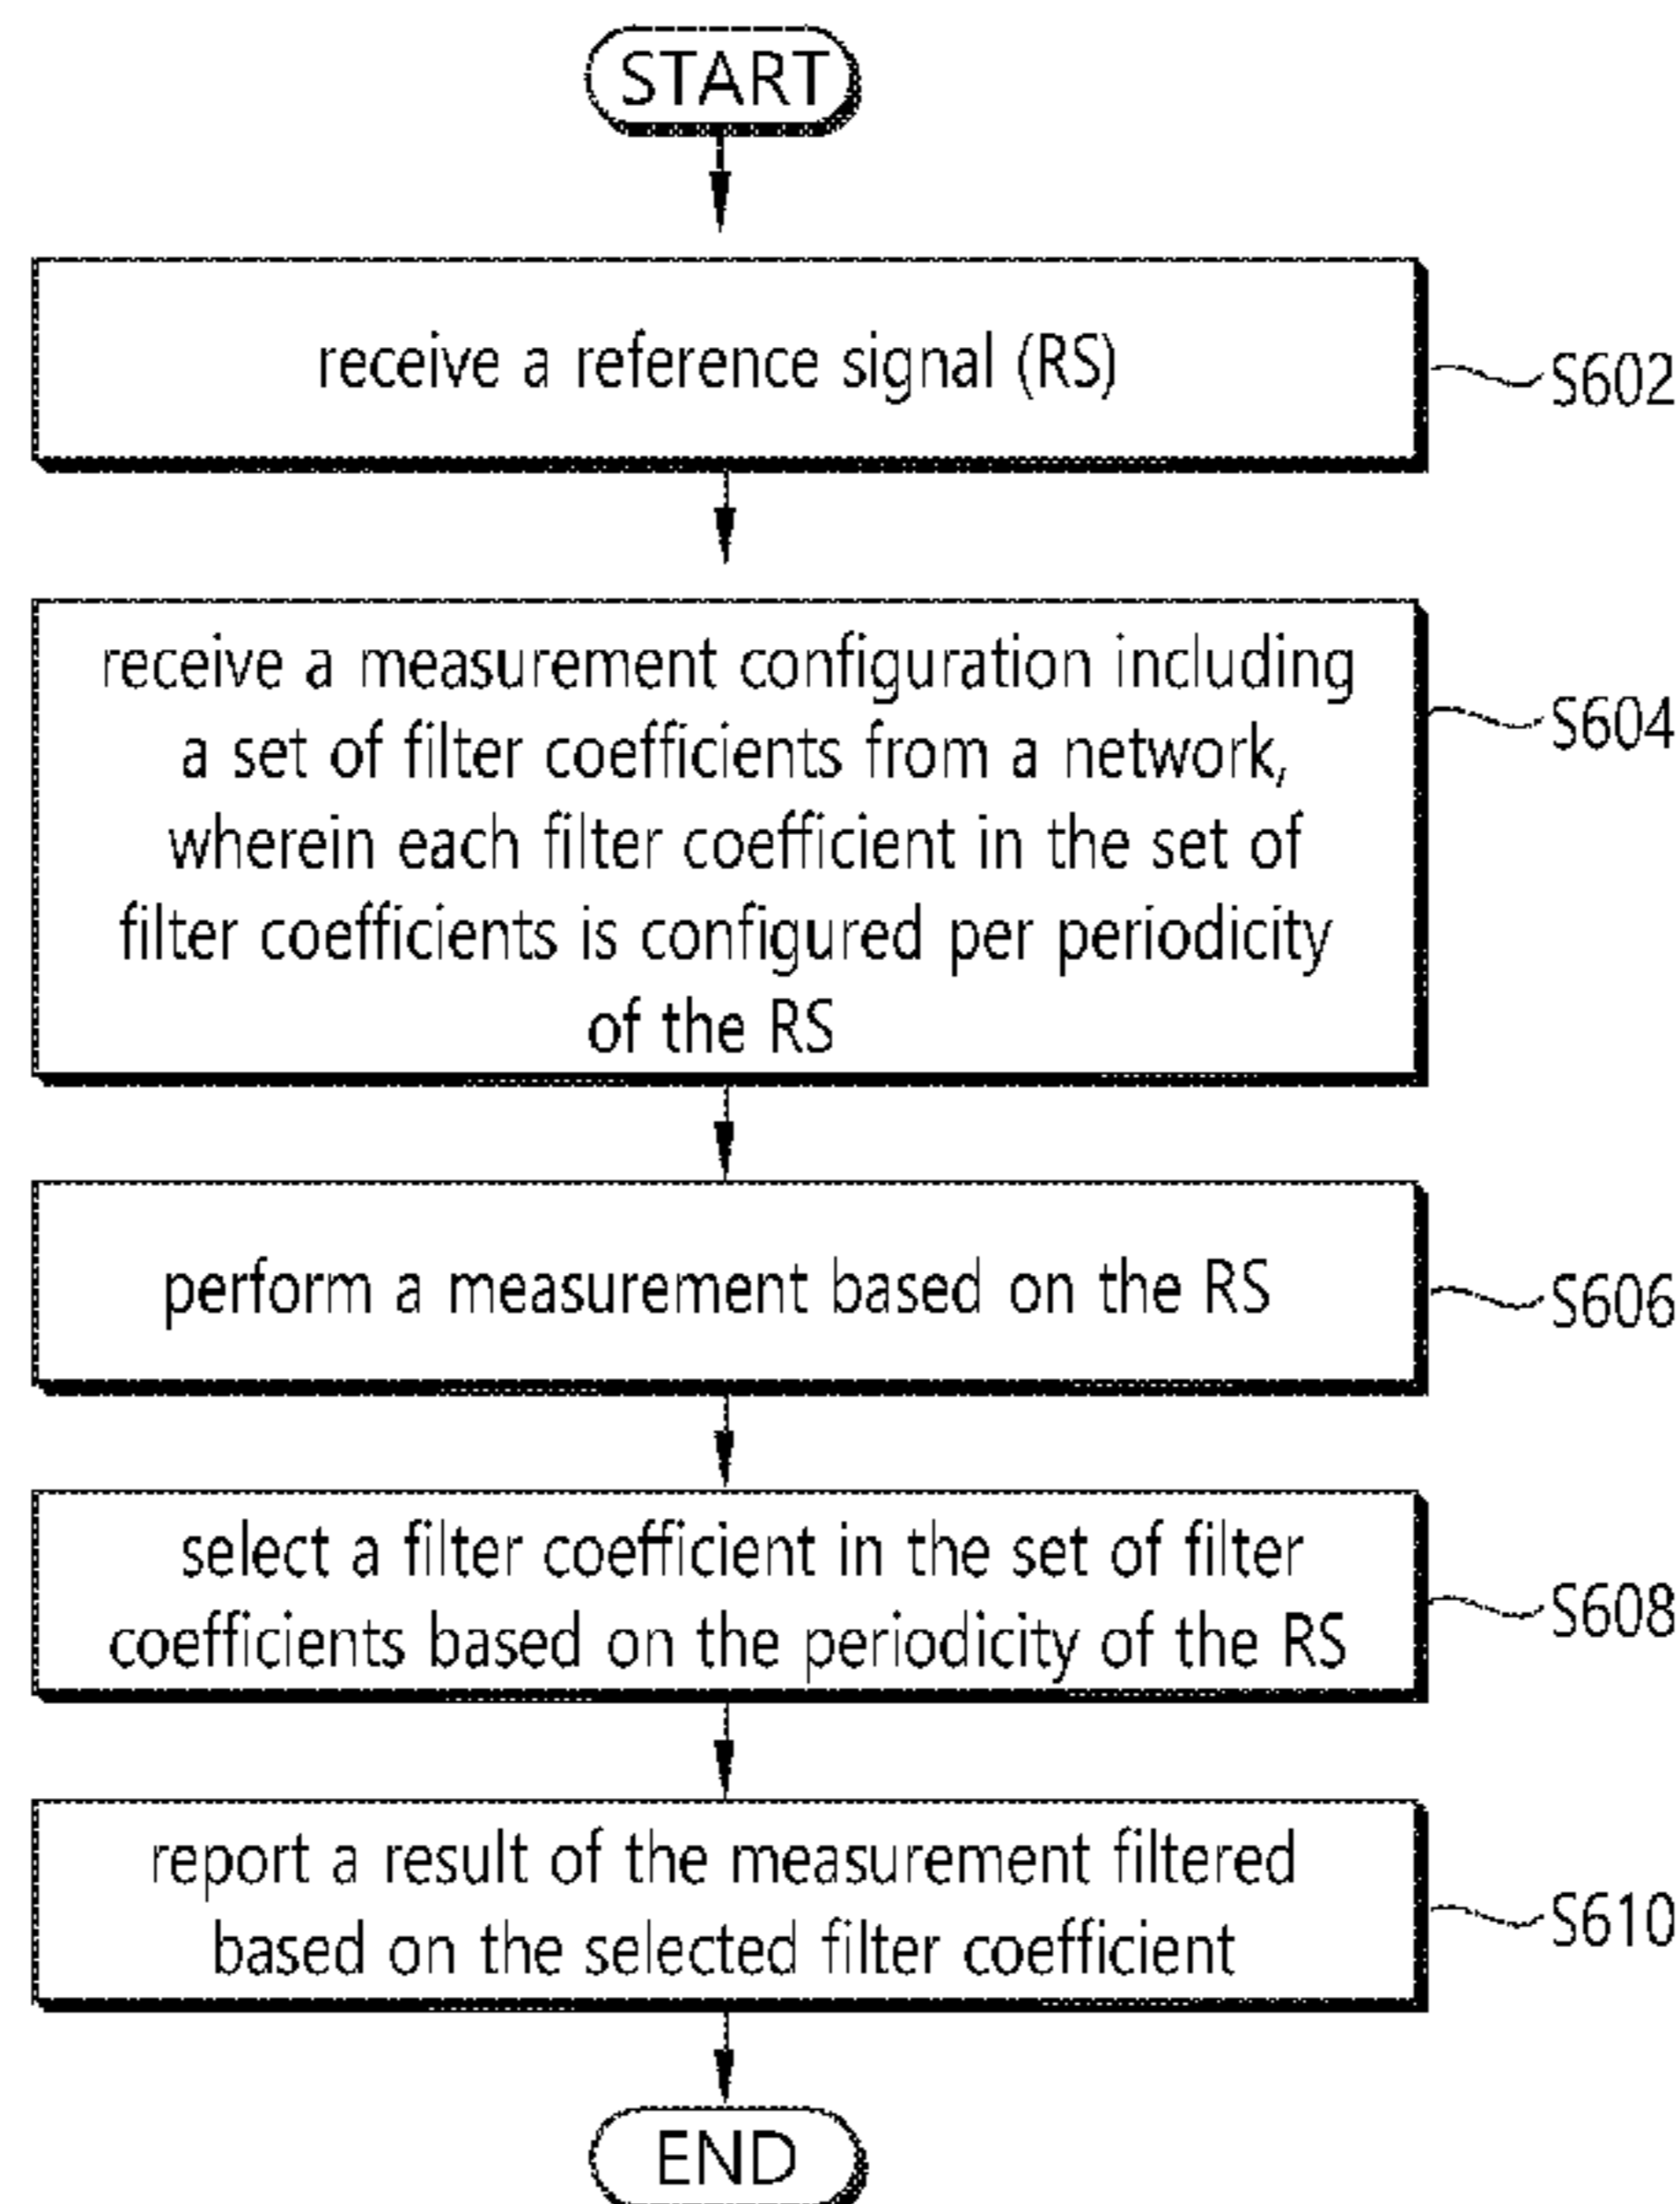 START
receive a reference signal (RS)
S602
receive a measurement configuration including
a set of filter coefficients from a network,
wherein each filter coefficient in the set of
filter coefficients is configured per periodicity
of the RS
S604
perform a measurement based on the RS
S606
select a filter coefficient in the set of filter
coefficients based on the periodicity of the RS
S608
report a result of the measurement filtered
based on the selected filter coefficient
S610
END